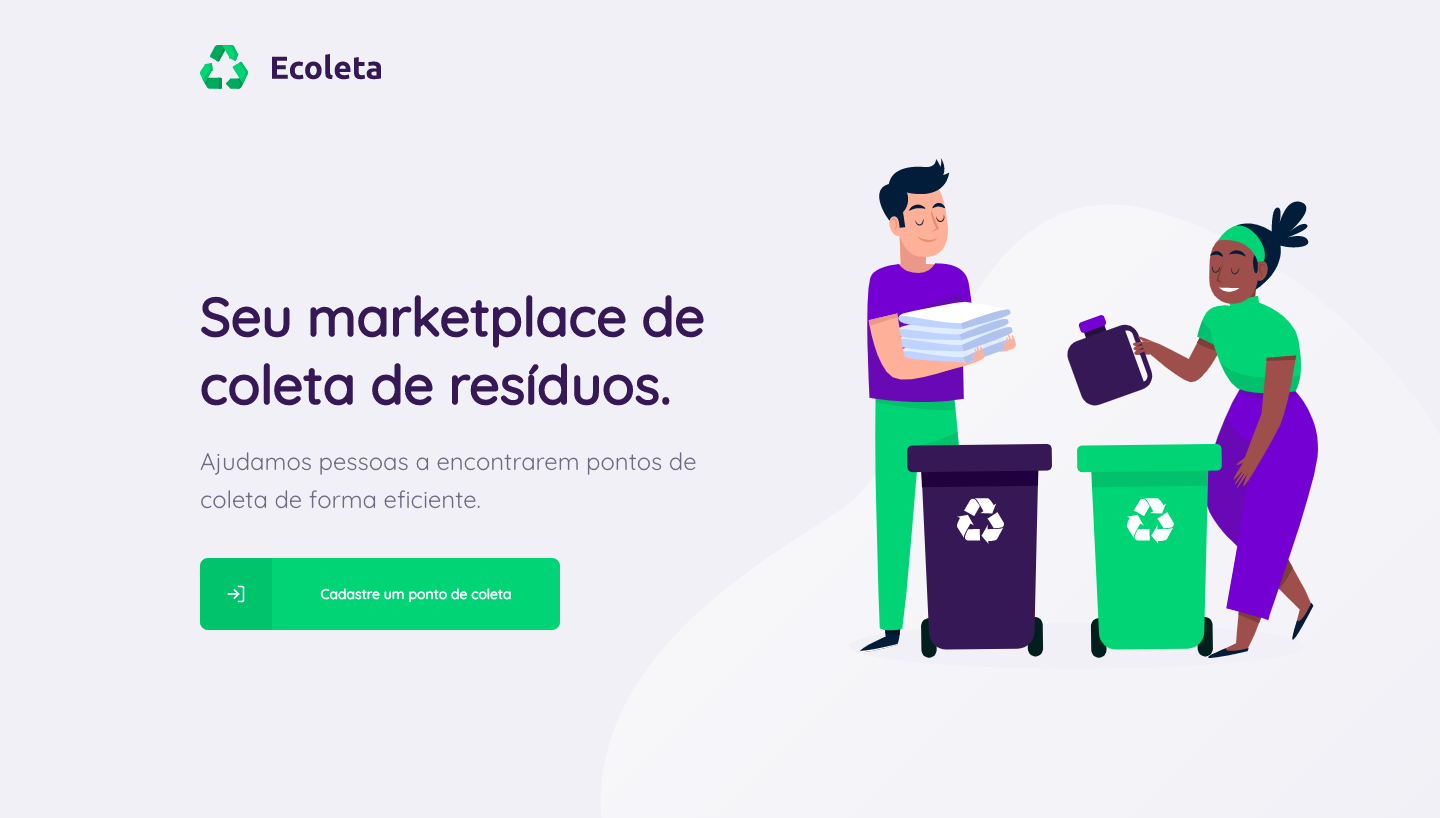 Ecoleta
Seu marketplace de
coleta de resíduos.
Ajudamos pessoas a encontrarem pontos de
coleta de forma eficiente.
Cadastre um ponto de coleta